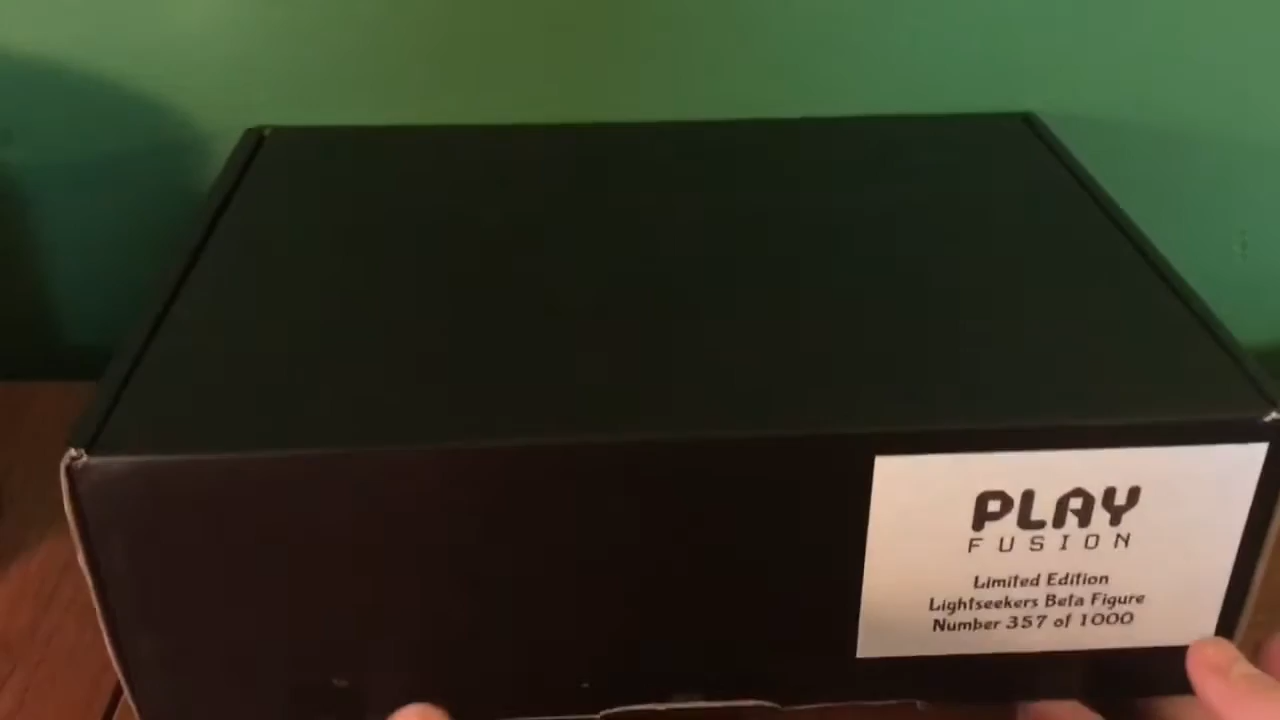 PLAY
FUSION
Limited Edition
Lightseekers Beta Figure
Number 357 of 1000